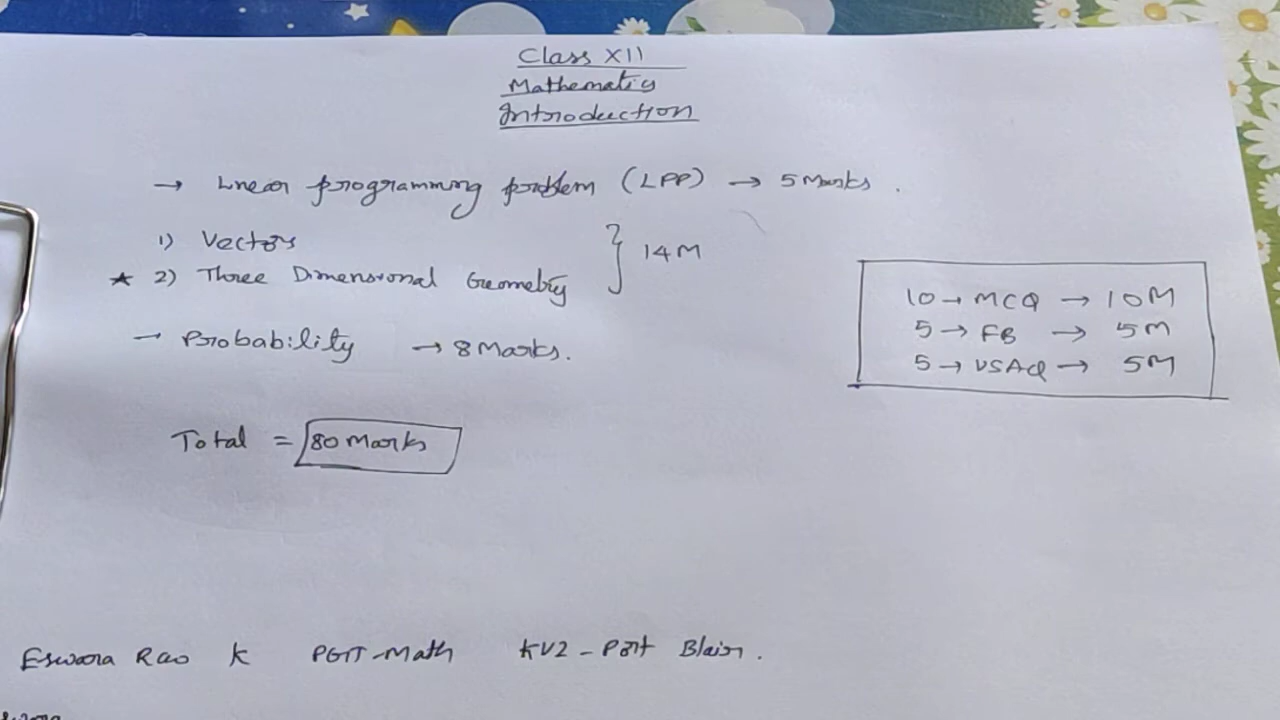 Class XII
Mathematics
Introduction
→ Linear programming problem (LPP) → 5 Marks.
1) Vectors
★ 2) Three Dimensional Geometry } 14M
→ Probability → 8 Marks.
10 → MCQ → 10M
5 → FB → 5M
5 → VSAQ → 5M
Total = 80 Marks
Eswara Rao K PGT-Math KV2 - Port Blair.